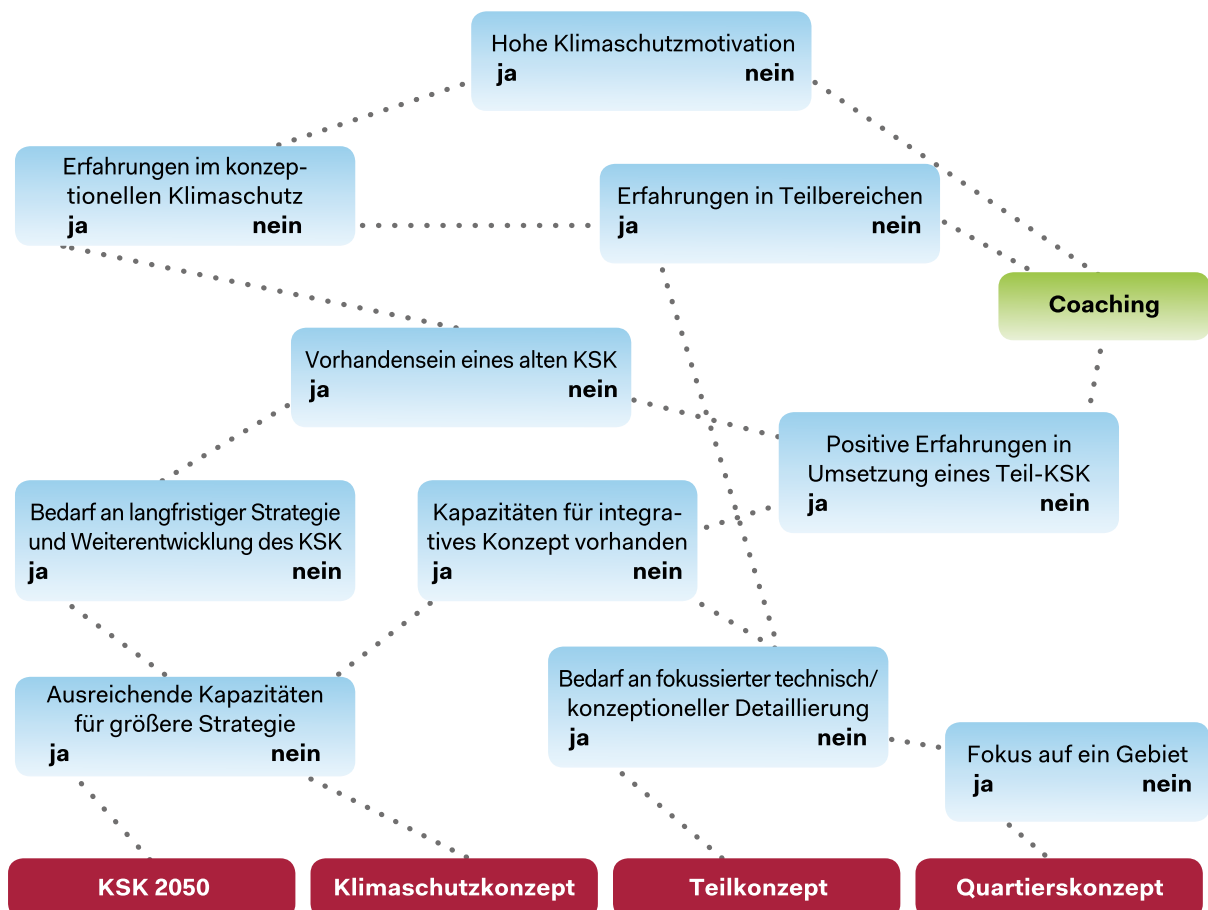 Hohe Klimaschutzmotivation
ja nein
Erfahrungen im konzep-
tionellen Klimaschutz
ja nein
Erfahrungen in Teilbereichen
ja nein
Coaching
Vorhandensein eines alten KSK
ja nein
Positive Erfahrungen in
Umsetzung eines Teil-KSK
ja nein
Bedarf an langfristiger Strategie
und Weiterentwicklung des KSK
ja nein
Kapazitäten für integra-
tives Konzept vorhanden
ja nein
Bedarf an fokussierter technisch/
konzeptioneller Detaillierung
ja nein
Ausreichende Kapazitäten
für größere Strategie
ja nein
Fokus auf ein Gebiet
ja nein
KSK 2050
Klimaschutzkonzept
Teilkonzept
Quartierskonzept